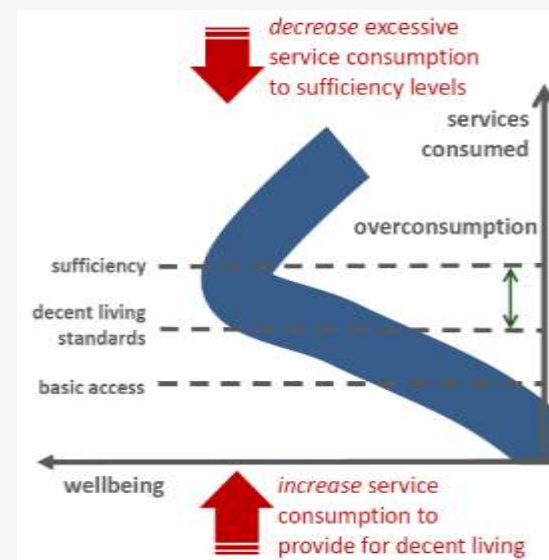 decrease excessive
service consumption
to sufficiency levels
services
consumed
overconsumption
sufficiency
decent living
standards
basic access
wellbeing
increase service
consumption to
provide for decent living